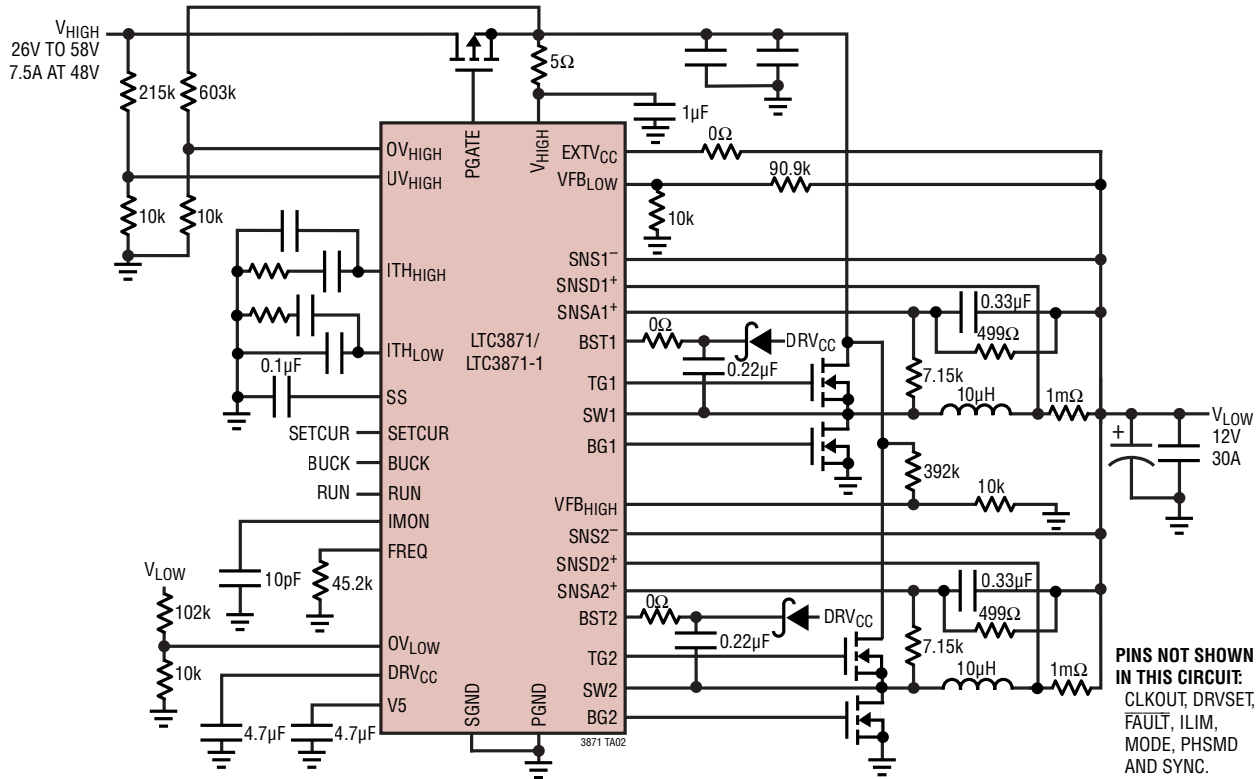 VHIGH
26V TO 58V
7.5A AT 48V
215k
603k
5Ω
1µF
10k
10k
OVHIGH
UVHIGH
PGATE
VHIGH
EXTVCC
0Ω
VFBLOW
90.9k
10k
ITHHIGH
ITHLOW
0.1µF
SS
SETCUR
SETCUR
BUCK
BUCK
RUN
RUN
IMON
10pF
FREQ
45.2k
VLOW
102k
10k
OVLOW
DRVCC
4.7µF
V5
4.7µF
SGND
PGND
LTC3871/
LTC3871-1
SNS1–
SNSD1+
SNSA1+
0.33µF
499Ω
BST1
0Ω
DRVCC
0.22µF
7.15k
TG1
SW1
10µH
1mΩ
BG1
VLOW
12V
30A
+
392k
VFBHIGH
10k
SNS2–
SNSD2+
SNSA2+
0.33µF
499Ω
BST2
0Ω
DRVCC
0.22µF
7.15k
TG2
SW2
10µH
1mΩ
BG2
3871 TA02
PINS NOT SHOWN
IN THIS CIRCUIT:
CLKOUT, DRVSET,
FAULT, ILIM,
MODE, PHSMD
AND SYNC.